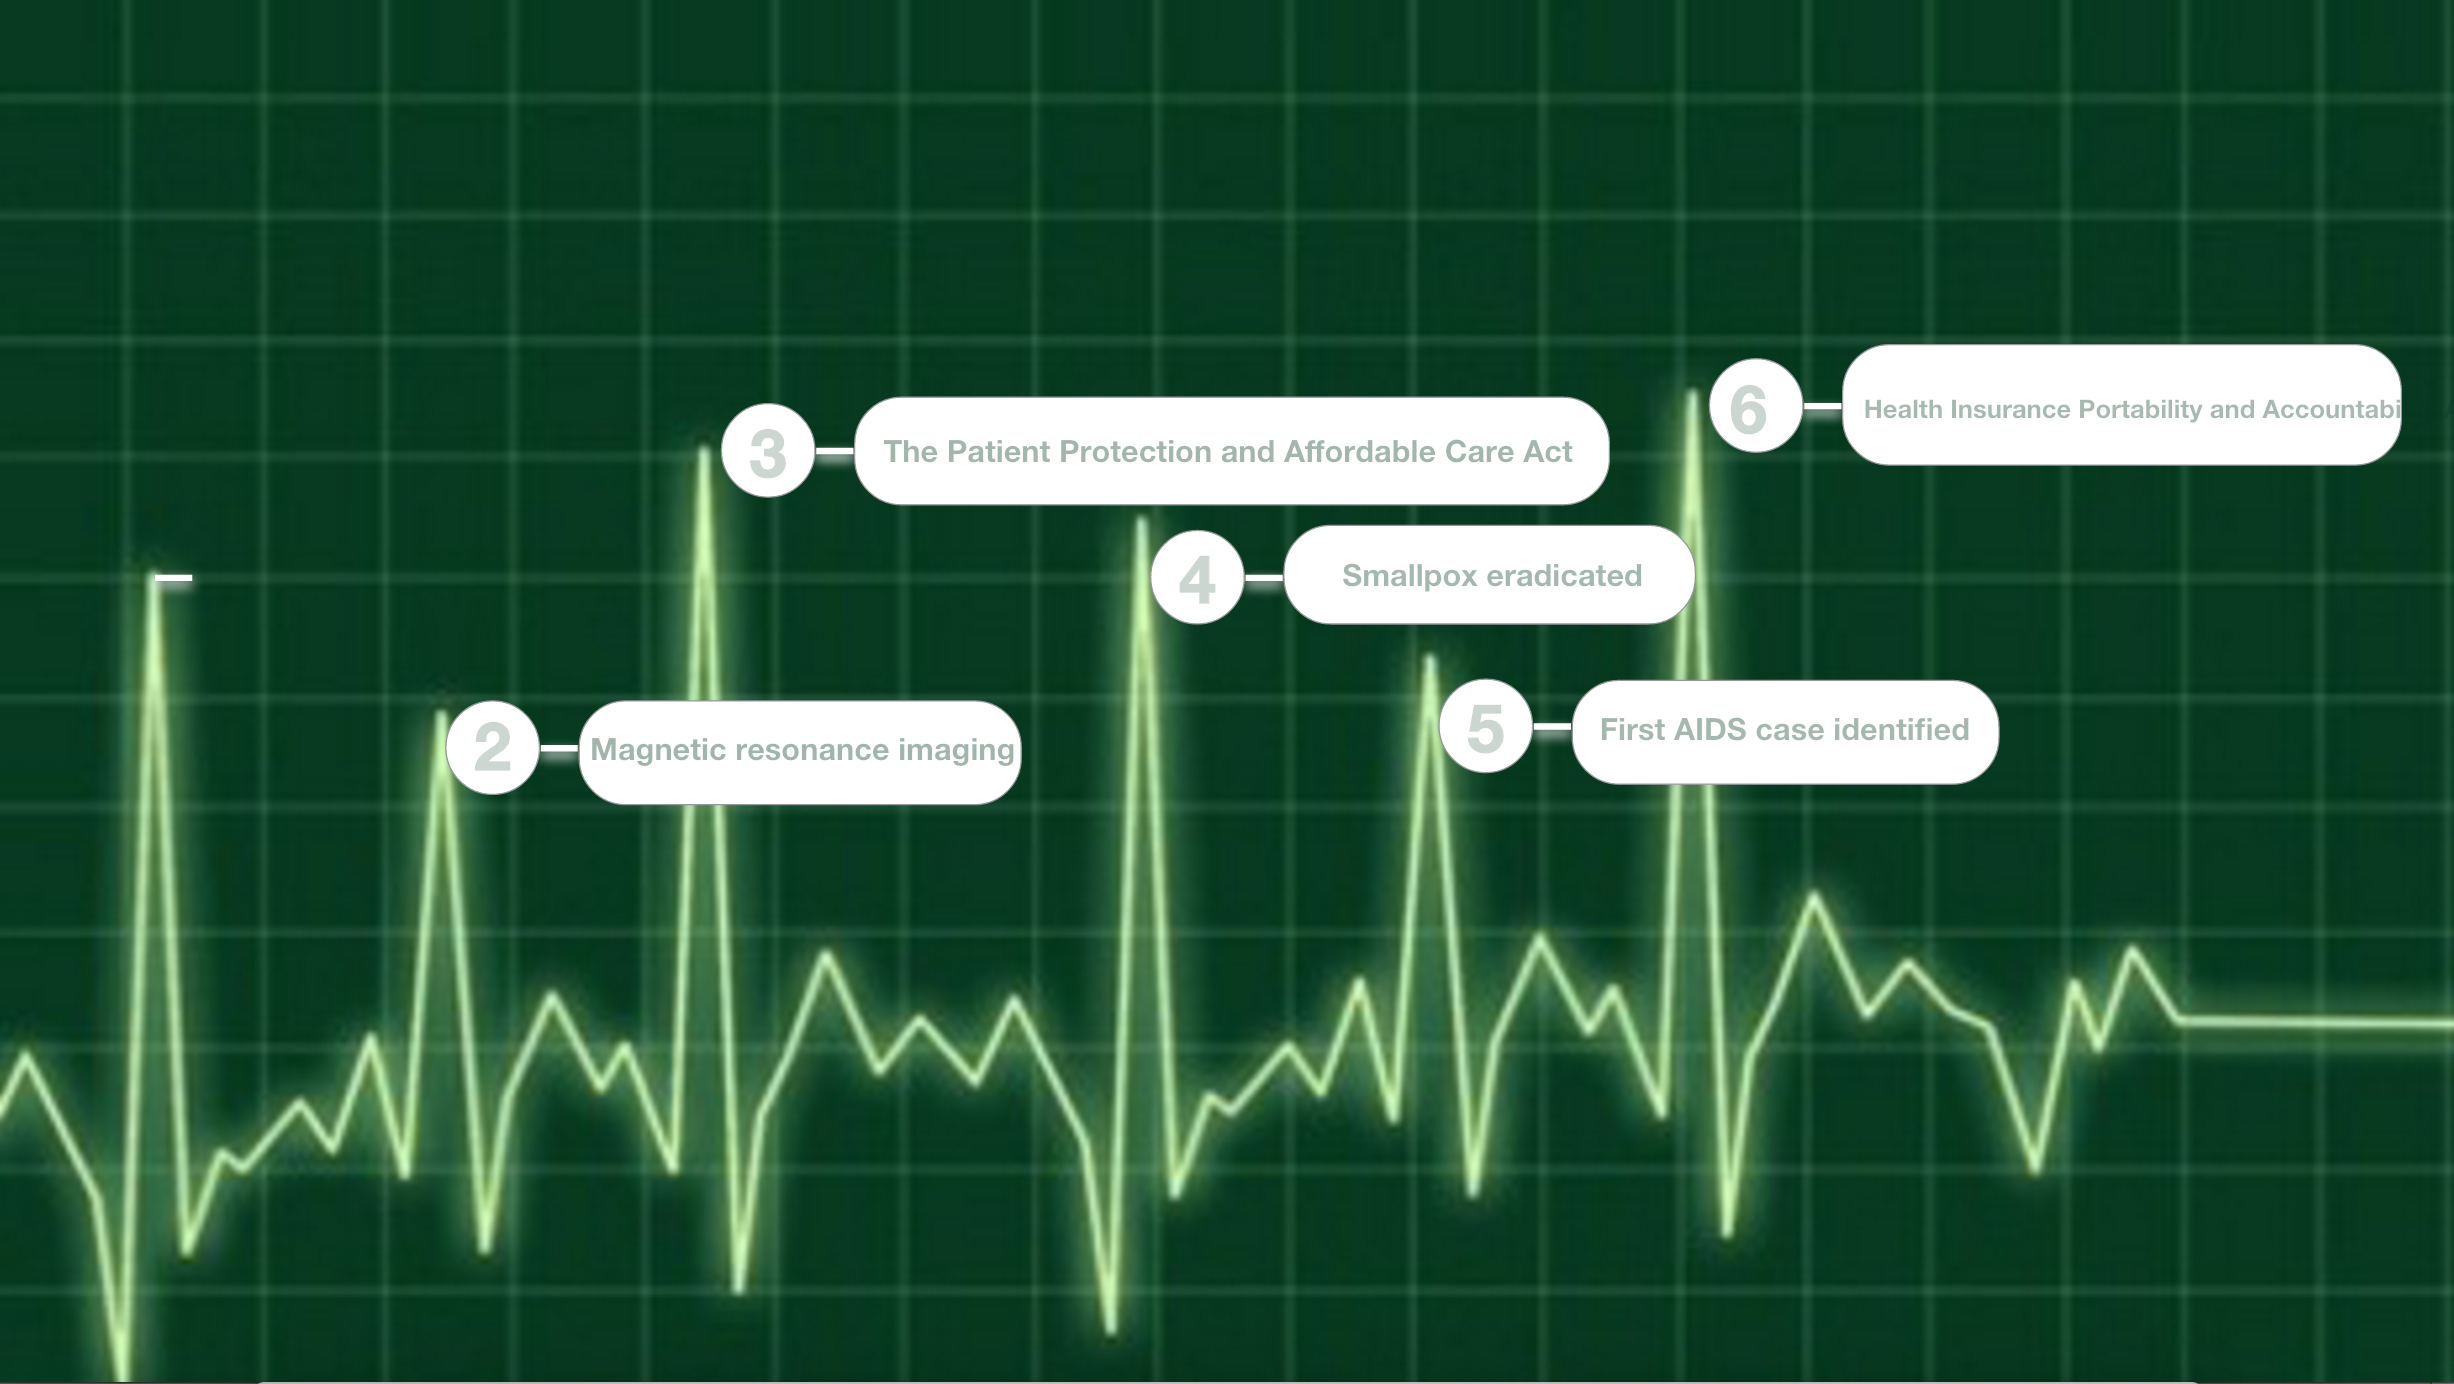 6
Health Insurance Portability and Accountabi
3
The Patient Protection and Affordable Care Act
4
Smallpox eradicated
5
First AIDS case identified
2
Magnetic resonance imaging